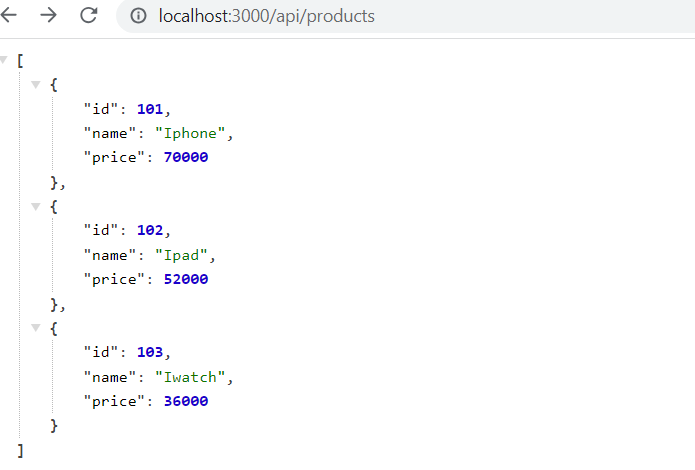 localhost:3000/api/products
[
{
"id": 101,
"name": "Iphone",
"price": 70000
},
{
"id": 102,
"name": "Ipad",
"price": 52000
},
{
"id": 103,
"name": "Iwatch",
"price": 36000
}
]